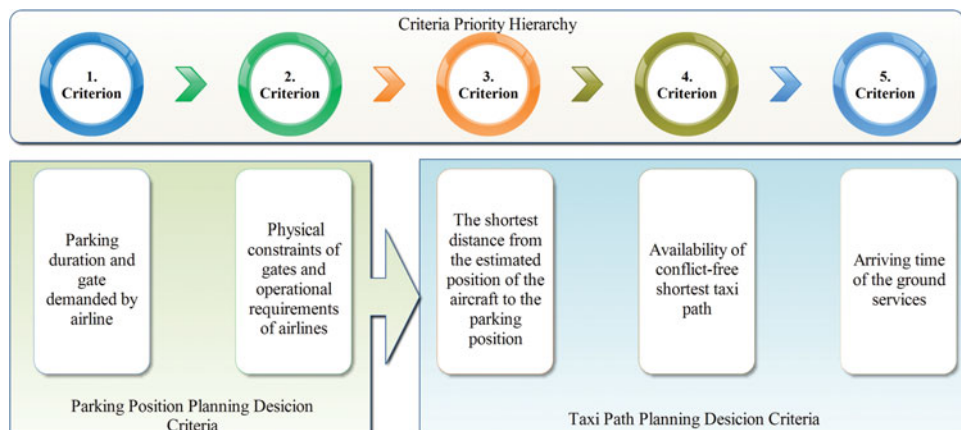 Criteria Priority Hierarchy
1.
Criterion
2.
Criterion
3.
Criterion
4.
Criterion
5.
Criterion
Parking
duration and
gate
demanded by
airline
Physical
constraints of
gates and
operational
requirements
of airlines
Parking Position Planning Desicion
Criteria
The shortest
distance from
the estimated
position of the
aircraft to the
parking
position
Availability of
conflict-free
shortest taxi
path
Arriving time
of the ground
services
Taxi Path Planning Desicion Criteria